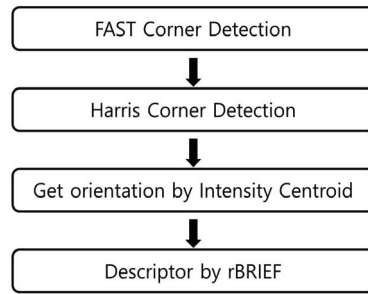 FAST Corner Detection
Harris Corner Detection
Get orientation by Intensity Centroid
Descriptor by rBRIEF